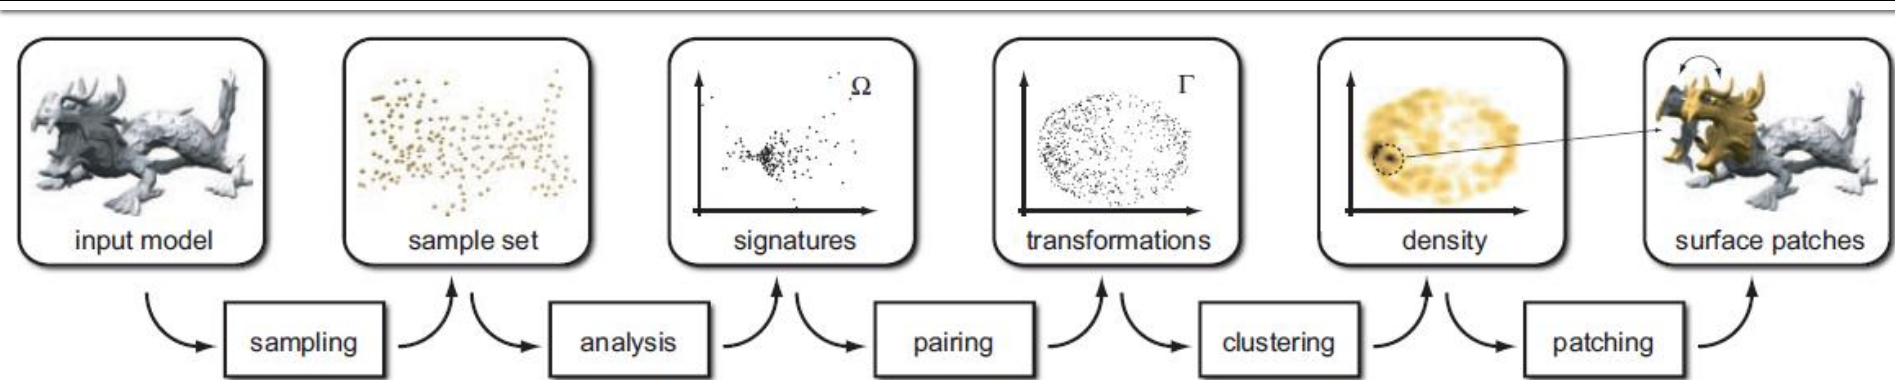 Ω
Γ
input model
sample set
signatures
transformations
density
surface patches
sampling
analysis
pairing
clustering
patching